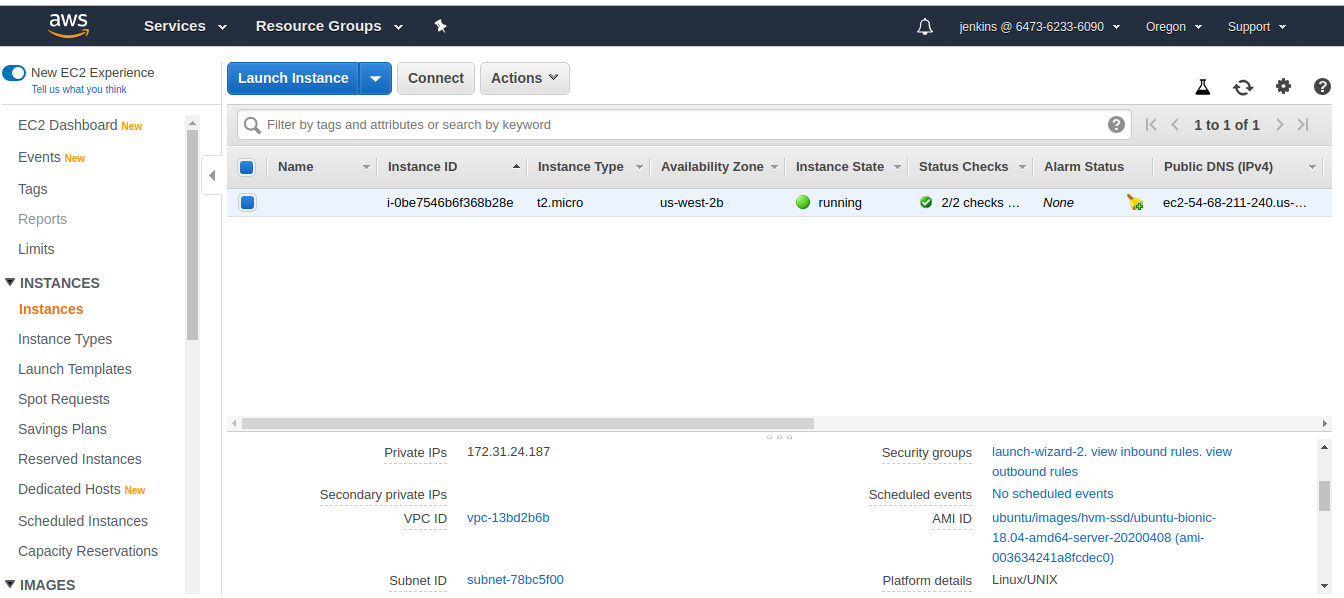 aws Services Resource Groups jenkins @ 6473-6233-6090 Oregon Support
New EC2 Experience
Tell us what you think
EC2 Dashboard New
Events New
Tags
Reports
Limits
INSTANCES
Instances
Instance Types
Launch Templates
Spot Requests
Savings Plans
Reserved Instances
Dedicated Hosts New
Scheduled Instances
Capacity Reservations
IMAGES
Launch Instance Connect Actions
Filter by tags and attributes or search by keyword 1 to 1 of 1
Name Instance ID Instance Type Availability Zone Instance State Status Checks Alarm Status Public DNS (IPv4)
i-0be7546b6f368b28e t2.micro us-west-2b running 2/2 checks ... None ec2-54-68-211-240.us-...
Private IPs 172.31.24.187
Secondary private IPs
VPC ID vpc-13bd2b6b
Subnet ID subnet-78bc5f00
Security groups launch-wizard-2. view inbound rules. view
outbound rules
Scheduled events No scheduled events
AMI ID ubuntu/images/hvm-ssd/ubuntu-bionic-
18.04-amd64-server-20200408 (ami-
003634241a8fcdec0)
Platform details Linux/UNIX